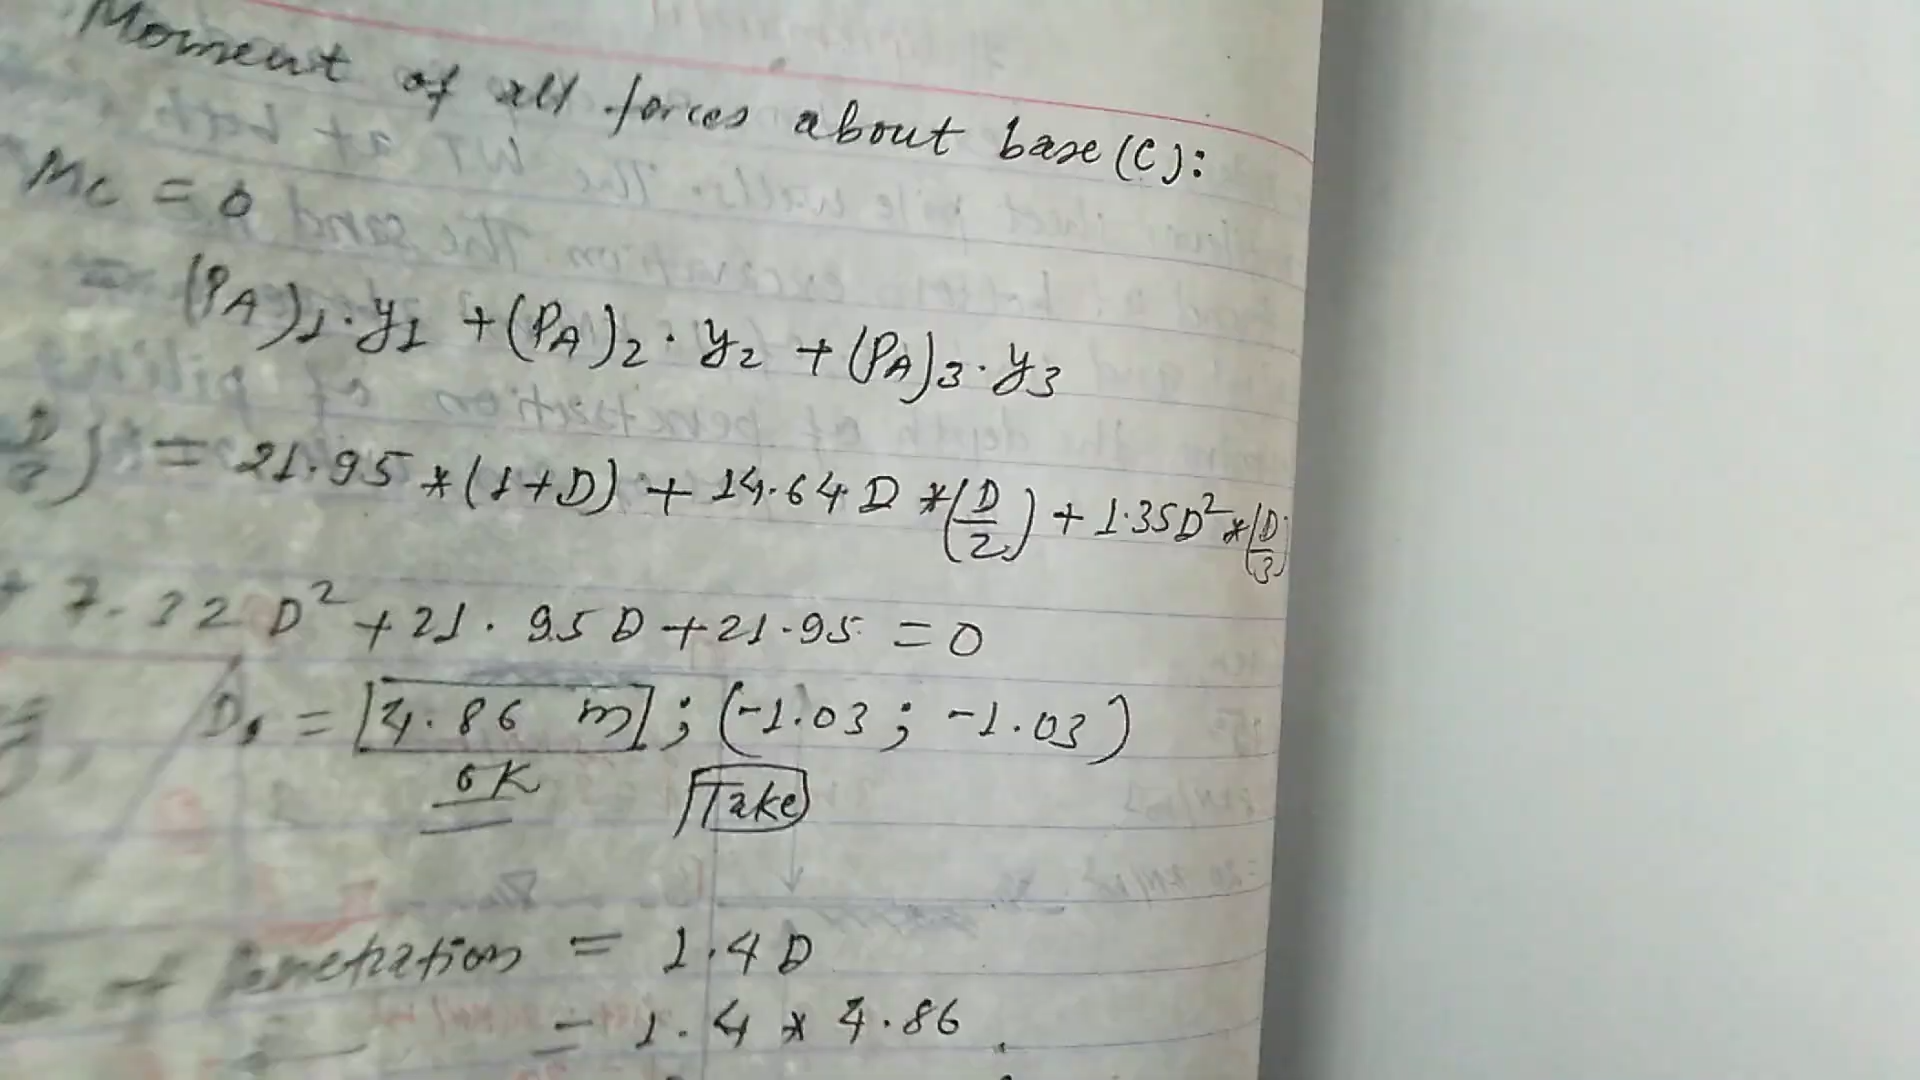 Moment of all forces about base (C):
Mc = 0
= (PA)1·y1 + (PA)2·y2 + (PA)3·y3
) = 21.95 * (1+D) + 14.64 D * (D/2) + 1.35D² * (D/3)
+ 7.32 D² + 21.95 D + 21.95 = 0
D = 4.86 m ; (-1.03 ; -1.03)
OK Take
of Penetration = 1.4 D
= 1.4 * 4.86